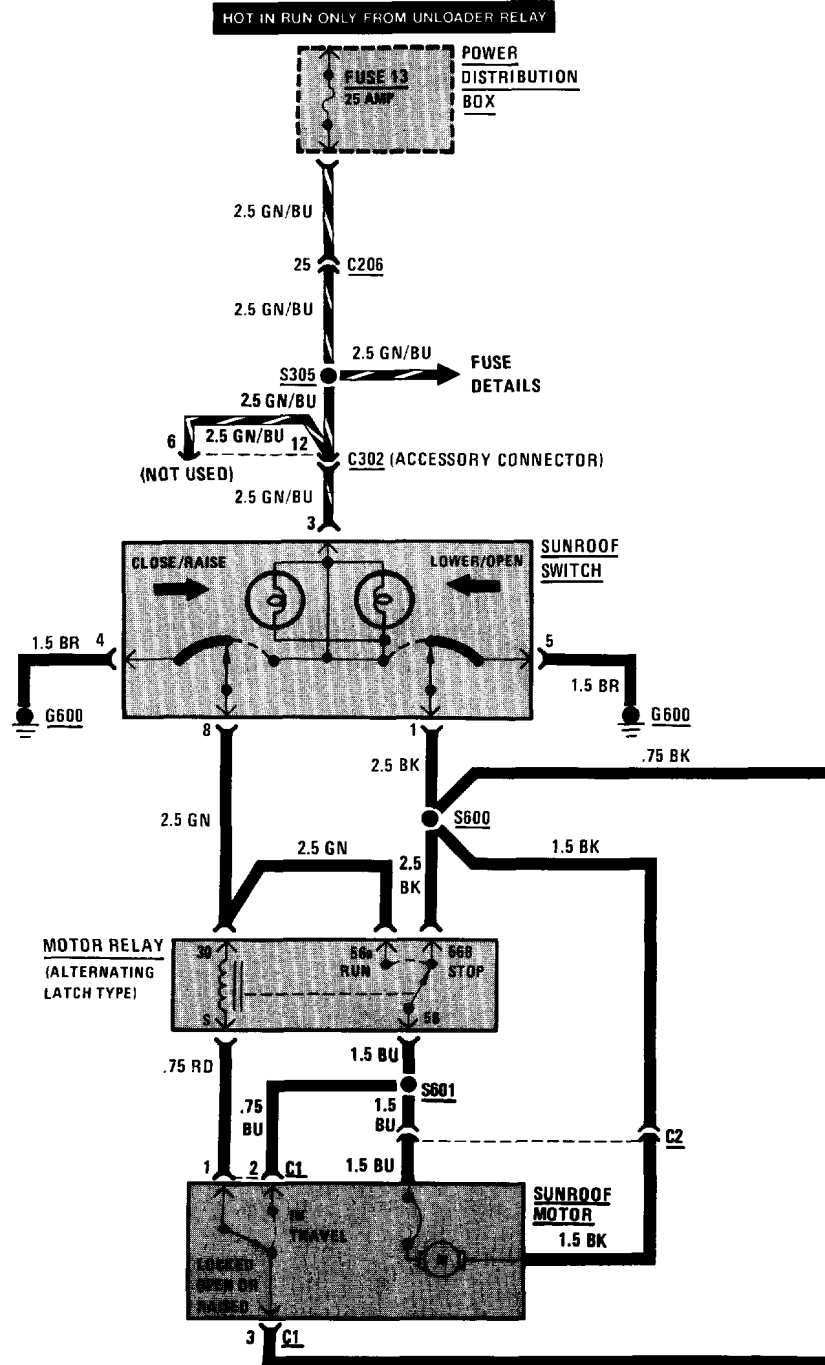 HOT IN RUN ONLY FROM UNLOADER RELAY
POWER
DISTRIBUTION
BOX
FUSE 13
25 AMP
2.5 GN/BU
25 C206
2.5 GN/BU
2.5 GN/BU
S305
FUSE
DETAILS
2.5 GN/BU
6 2.5 GN/BU 12
C302 (ACCESSORY CONNECTOR)
(NOT USED)
2.5 GN/BU
3
SUNROOF
SWITCH
CLOSE/RAISE
LOWER/OPEN
1.5 BR 4
5
1.5 BR
G600
G600
8
1
2.5 BK
.75 BK
S600
2.5 GN
2.5 GN
2.5
BK
1.5 BK
MOTOR RELAY
(ALTERNATING
LATCH TYPE)
30
56a
RUN
56B
STOP
S
56
.75 RD
1.5 BU
S601
.75
BU
1.5
BU
C2
1 2 C1
1.5 BU
SUNROOF
MOTOR
IN
TRAVEL
M
1.5 BK
LOCKED
OPEN OR
RAISED
3 C1